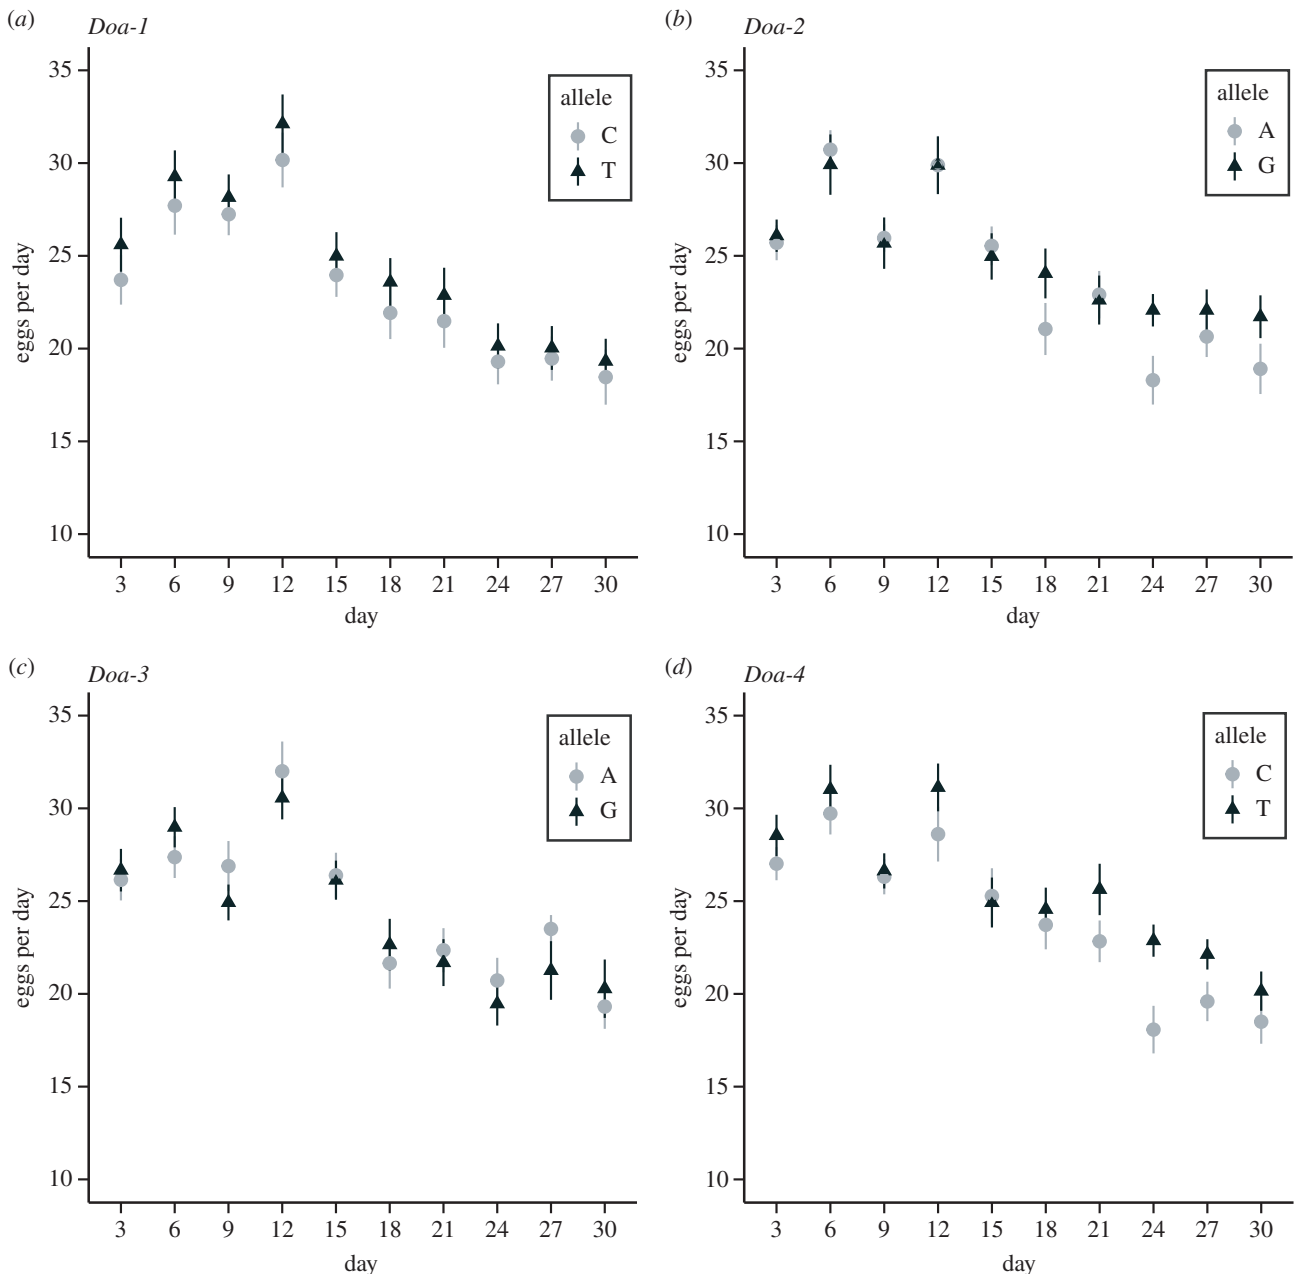 (a) Doa-1
35
30
25
20
15
10
eggs per day
allele
C
T
3 6 9 12 15 18 21 24 27 30
day
(b) Doa-2
35
30
25
20
15
10
eggs per day
allele
A
G
3 6 9 12 15 18 21 24 27 30
day
(c) Doa-3
35
30
25
20
15
10
eggs per day
allele
A
G
3 6 9 12 15 18 21 24 27 30
day
(d) Doa-4
35
30
25
20
15
10
eggs per day
allele
C
T
3 6 9 12 15 18 21 24 27 30
day